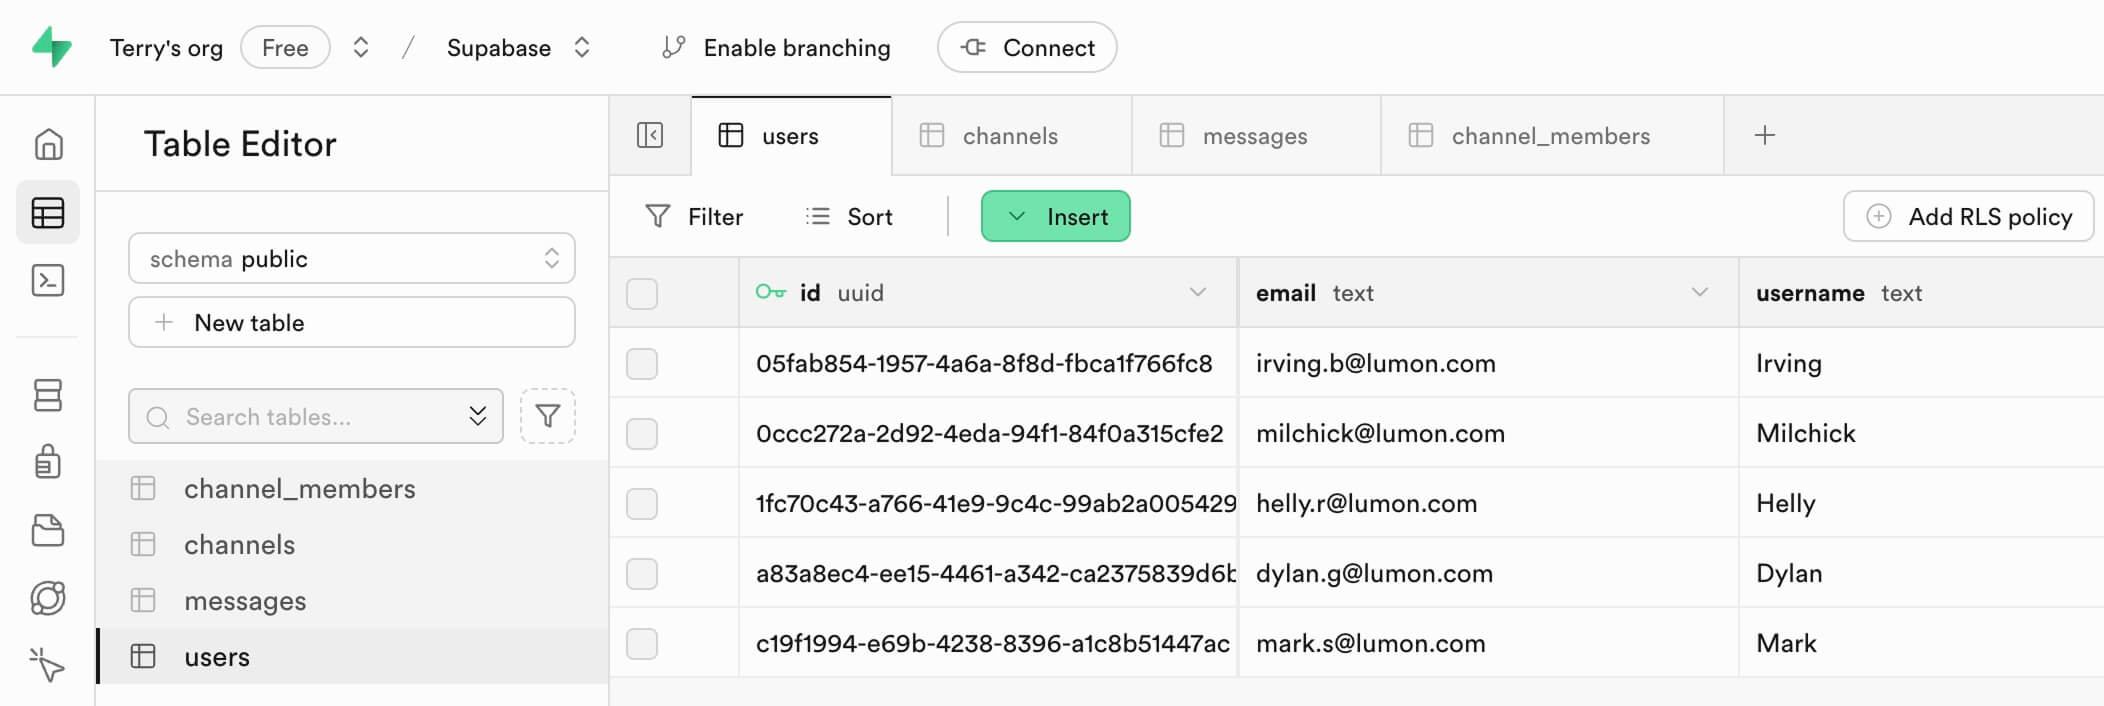 Terry's org Free / Supabase Enable branching Connect
Table Editor
schema public
New table
Search tables...
channel_members
channels
messages
users
users channels messages channel_members
Filter Sort Insert Add RLS policy
id uuid email text username text
05fab854-1957-4a6a-8f8d-fbca1f766fc8 irving.b@lumon.com Irving
0ccc272a-2d92-4eda-94f1-84f0a315cfe2 milchick@lumon.com Milchick
1fc70c43-a766-41e9-9c4c-99ab2a005429 helly.r@lumon.com Helly
a83a8ec4-ee15-4461-a342-ca2375839d6b dylan.g@lumon.com Dylan
c19f1994-e69b-4238-8396-a1c8b51447ac mark.s@lumon.com Mark